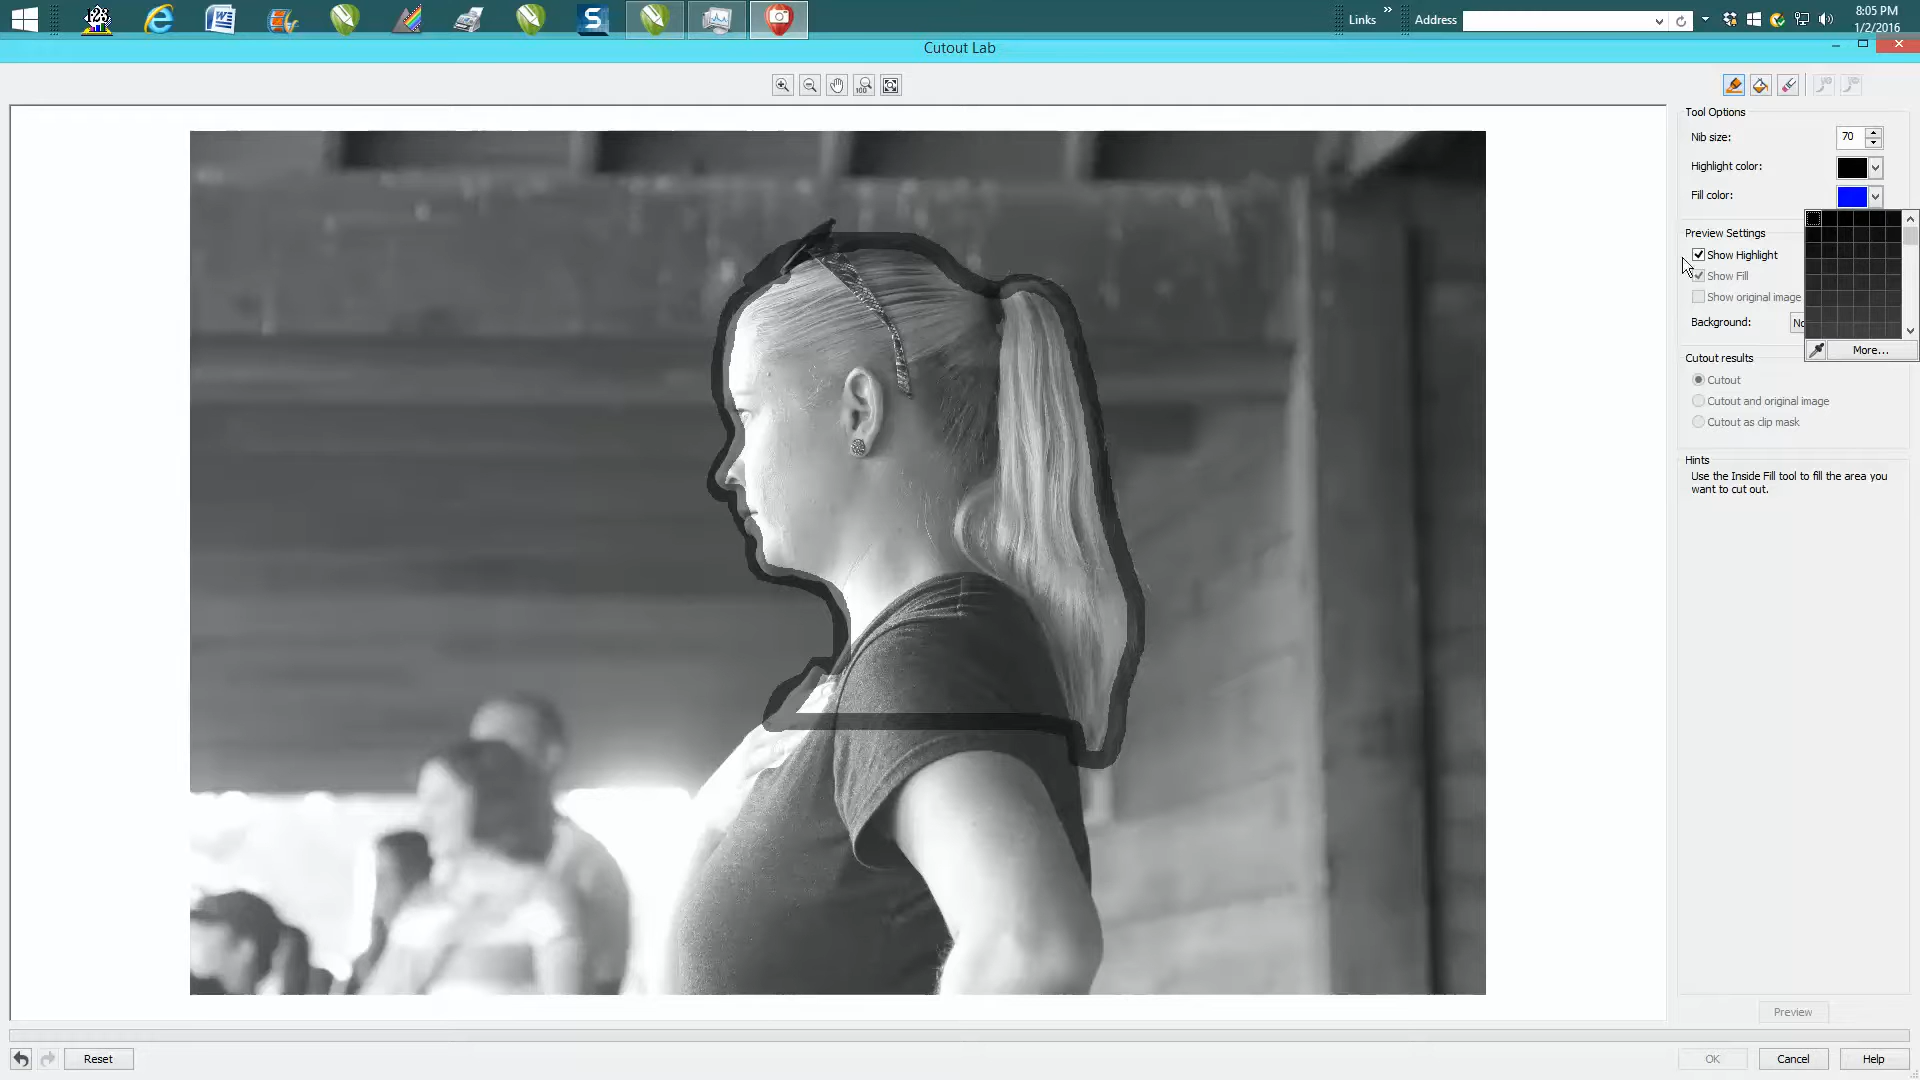 Links
»
Address
8:05 PM
1/2/2016
Cutout Lab
100
Tool Options
Nib size:
70
Highlight color:
Fill color:
Preview Settings
Show Highlight
Show Fill
Show original image
Background:
No
More...
Cutout results
Cutout
Cutout and original image
Cutout as clip mask
Hints
Use the Inside Fill tool to fill the area you
want to cut out.
Preview
Reset
OK
Cancel
Help